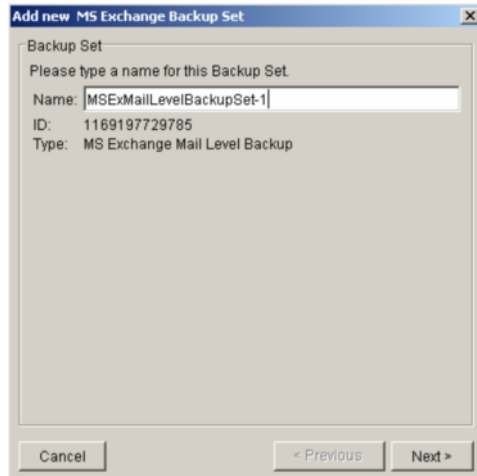 Add new MS Exchange Backup Set
Backup Set
Please type a name for this Backup Set.
Name: MSExMailLevelBackupSet-1
ID: 1169197729785
Type: MS Exchange Mail Level Backup
Cancel < Previous Next >